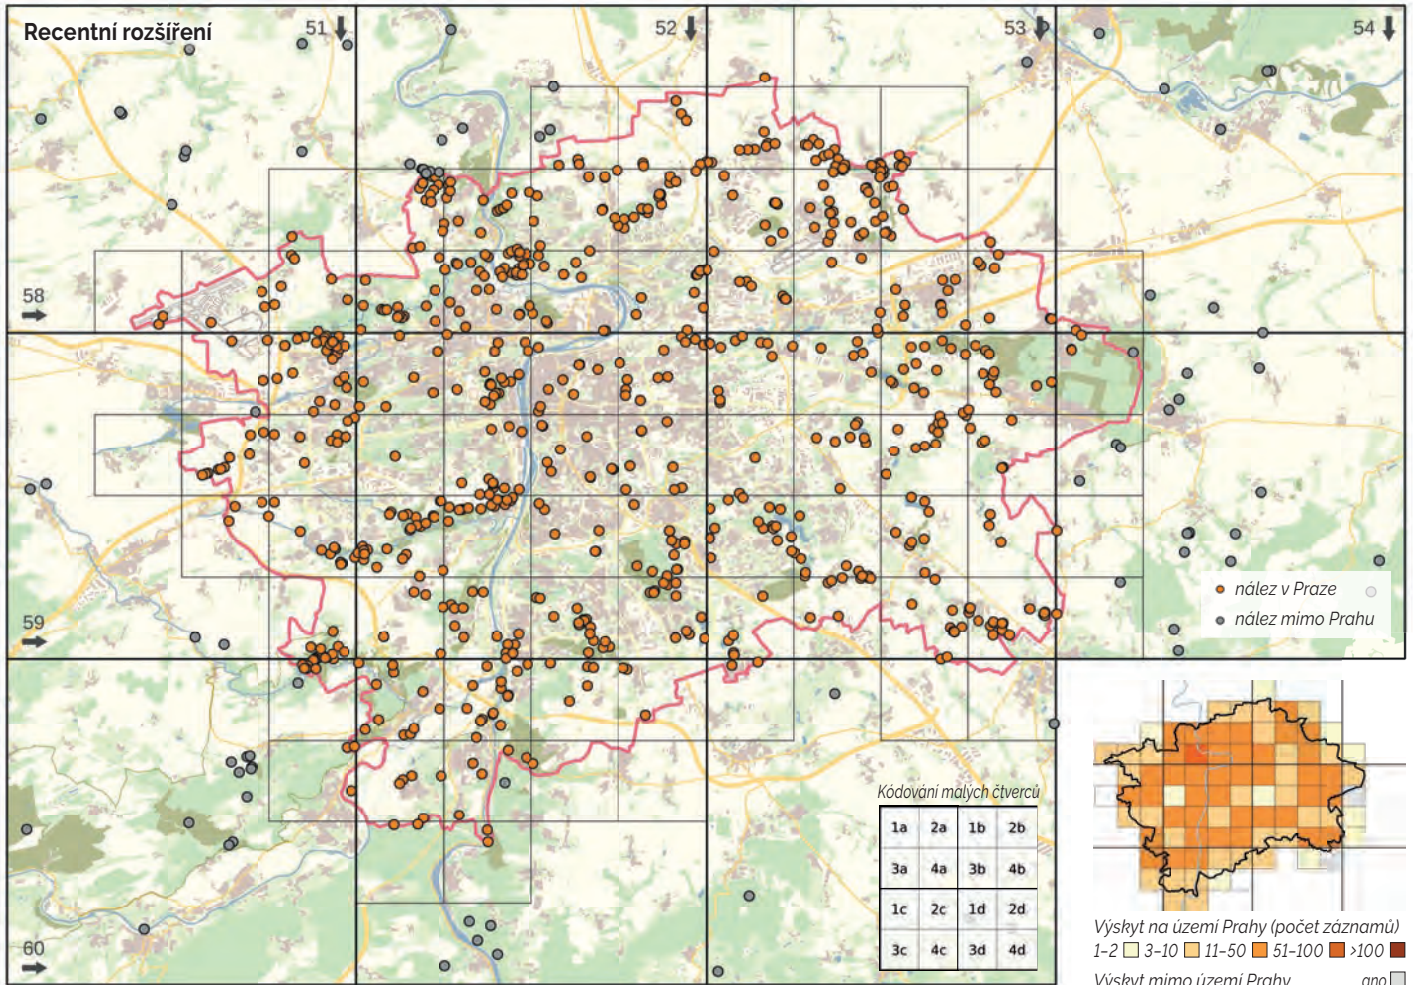 Recentní rozšíření
51
52
53
54
58
59
60
nález v Praze
nález mimo Prahu
Kódování malých čtverců
1a 2a 1b 2b
3a 4a 3b 4b
1c 2c 1d 2d
3c 4c 3d 4d
Výskyt na území Prahy (počet záznamů)
1–2 3–10 11–50 51–100 >100
Výskyt mimo území Prahy ano